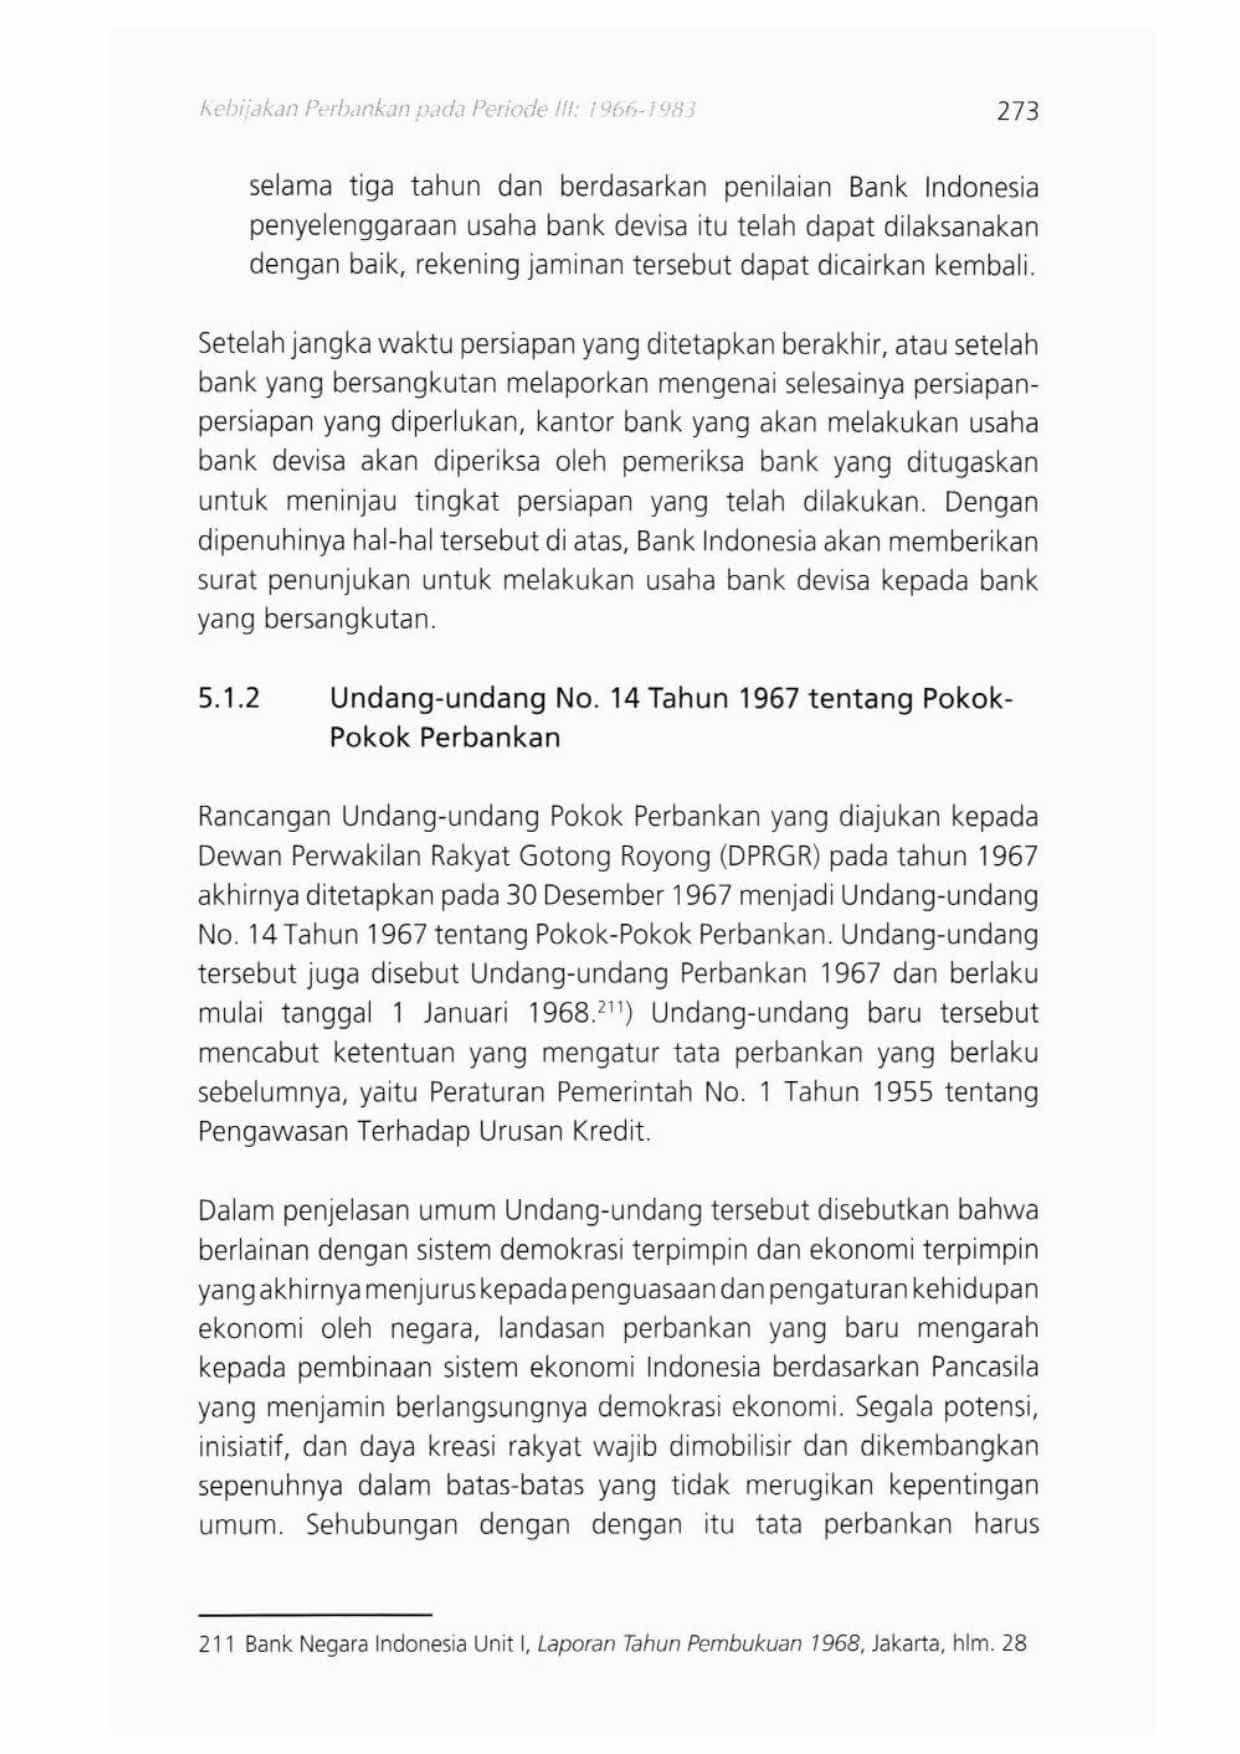 Kebijakan Perbankan pada Periode III: 1966-1983 273
selama tiga tahun dan berdasarkan penilaian Bank Indonesia
penyelenggaraan usaha bank devisa itu telah dapat dilaksanakan
dengan baik, rekening jaminan tersebut dapat dicairkan kembali.
Setelah jangka waktu persiapan yang ditetapkan berakhir, atau setelah
bank yang bersangkutan melaporkan mengenai selesainya persiapan-
persiapan yang diperlukan, kantor bank yang akan melakukan usaha
bank devisa akan diperiksa oleh pemeriksa bank yang ditugaskan
untuk meninjau tingkat persiapan yang telah dilakukan. Dengan
dipenuhinya hal-hal tersebut di atas, Bank Indonesia akan memberikan
surat penunjukan untuk melakukan usaha bank devisa kepada bank
yang bersangkutan.
5.1.2 Undang-undang No. 14 Tahun 1967 tentang Pokok-
Pokok Perbankan
Rancangan Undang-undang Pokok Perbankan yang diajukan kepada
Dewan Perwakilan Rakyat Gotong Royong (DPRGR) pada tahun 1967
akhirnya ditetapkan pada 30 Desember 1967 menjadi Undang-undang
No. 14 Tahun 1967 tentang Pokok-Pokok Perbankan. Undang-undang
tersebut juga disebut Undang-undang Perbankan 1967 dan berlaku
mulai tanggal 1 Januari 1968.²¹¹) Undang-undang baru tersebut
mencabut ketentuan yang mengatur tata perbankan yang berlaku
sebelumnya, yaitu Peraturan Pemerintah No. 1 Tahun 1955 tentang
Pengawasan Terhadap Urusan Kredit.
Dalam penjelasan umum Undang-undang tersebut disebutkan bahwa
berlainan dengan sistem demokrasi terpimpin dan ekonomi terpimpin
yang akhirnya menjurus kepada penguasaan dan pengaturan kehidupan
ekonomi oleh negara, landasan perbankan yang baru mengarah
kepada pembinaan sistem ekonomi Indonesia berdasarkan Pancasila
yang menjamin berlangsungnya demokrasi ekonomi. Segala potensi,
inisiatif, dan daya kreasi rakyat wajib dimobilisir dan dikembangkan
sepenuhnya dalam batas-batas yang tidak merugikan kepentingan
umum. Sehubungan dengan dengan itu tata perbankan harus
211 Bank Negara Indonesia Unit I, Laporan Tahun Pembukuan 1968, Jakarta, hlm. 28